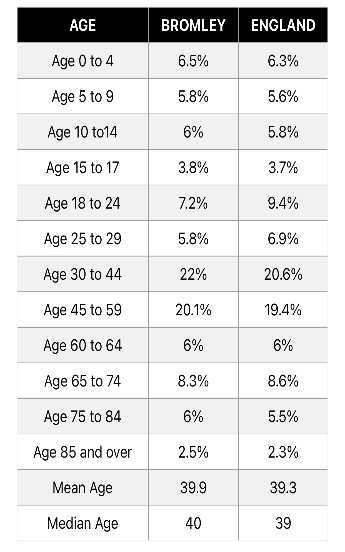 AGE BROMLEY ENGLAND
Age 0 to 4 6.5% 6.3%
Age 5 to 9 5.8% 5.6%
Age 10 to14 6% 5.8%
Age 15 to 17 3.8% 3.7%
Age 18 to 24 7.2% 9.4%
Age 25 to 29 5.8% 6.9%
Age 30 to 44 22% 20.6%
Age 45 to 59 20.1% 19.4%
Age 60 to 64 6% 6%
Age 65 to 74 8.3% 8.6%
Age 75 to 84 6% 5.5%
Age 85 and over 2.5% 2.3%
Mean Age 39.9 39.3
Median Age 40 39